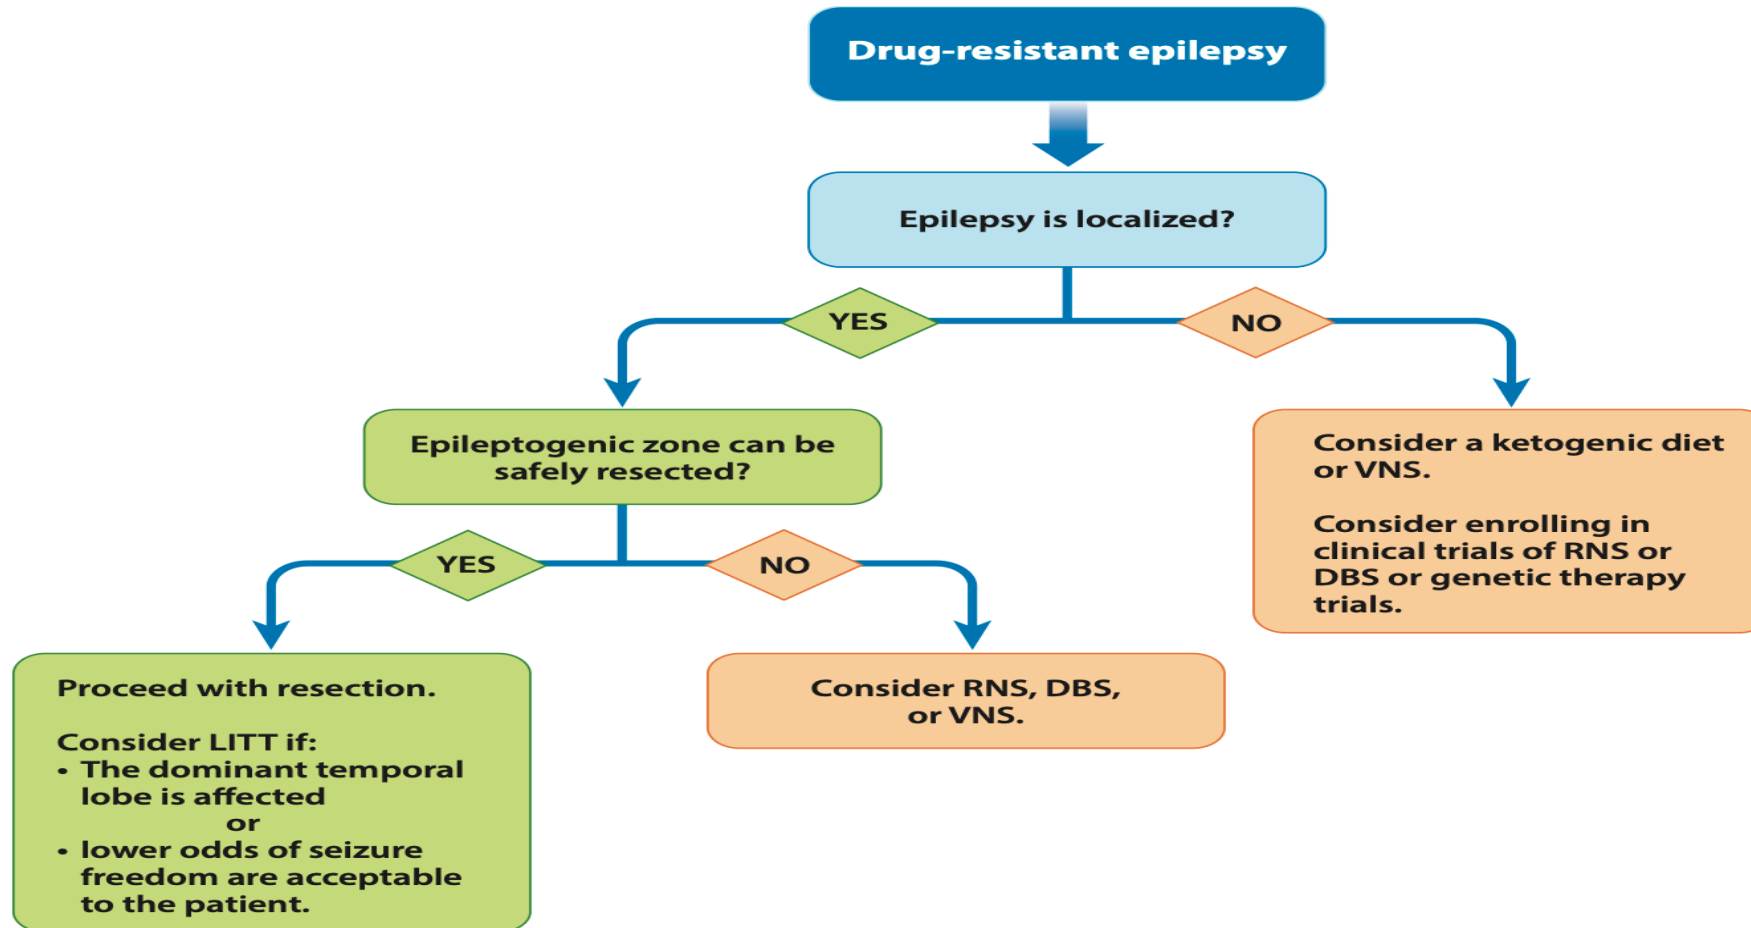 Drug-resistant epilepsy
Epilepsy is localized?
YES
NO
Epileptogenic zone can be
safely resected?
Consider a ketogenic diet
or VNS.
Consider enrolling in
clinical trials of RNS or
DBS or genetic therapy
trials.
YES
NO
Proceed with resection.
Consider LITT if:
• The dominant temporal
lobe is affected
or
• lower odds of seizure
freedom are acceptable
to the patient.
Consider RNS, DBS,
or VNS.